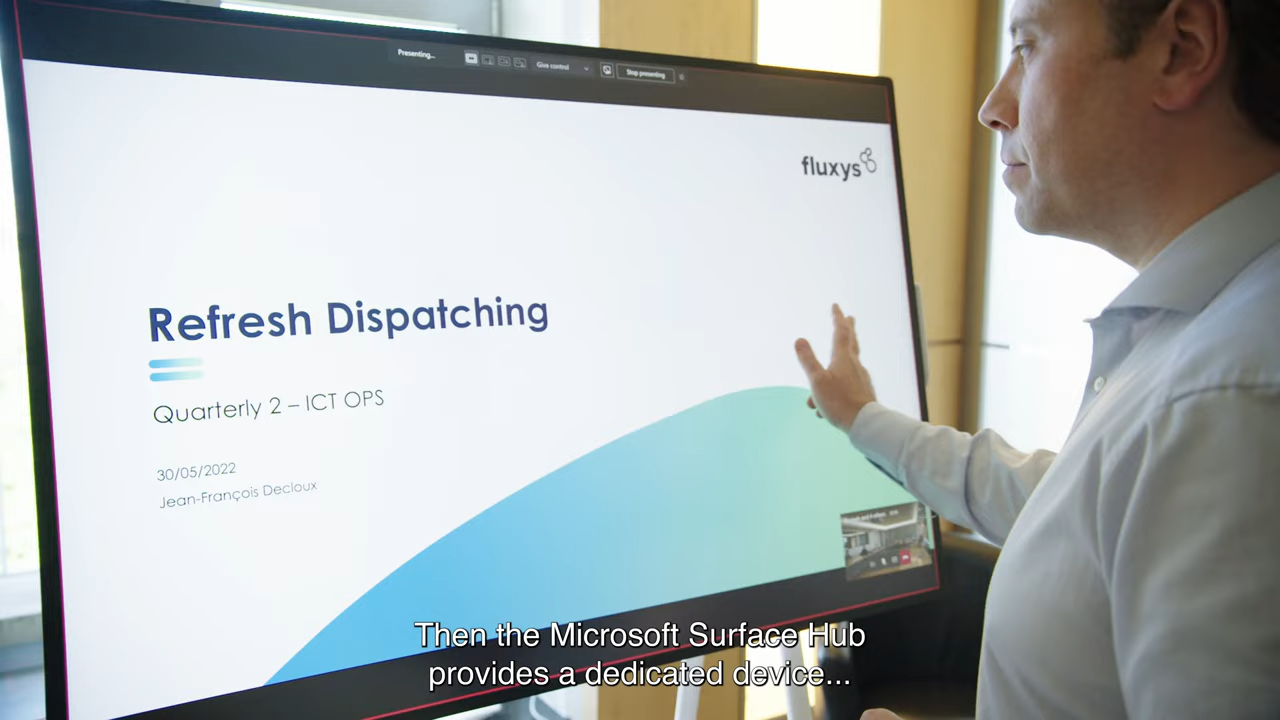 Presenting...
Give control
Stop presenting
fluxys
Refresh Dispatching
Quarterly 2 – ICT OPS
30/05/2022
Jean-François Decloux
Then the Microsoft Surface Hub
provides a dedicated device...